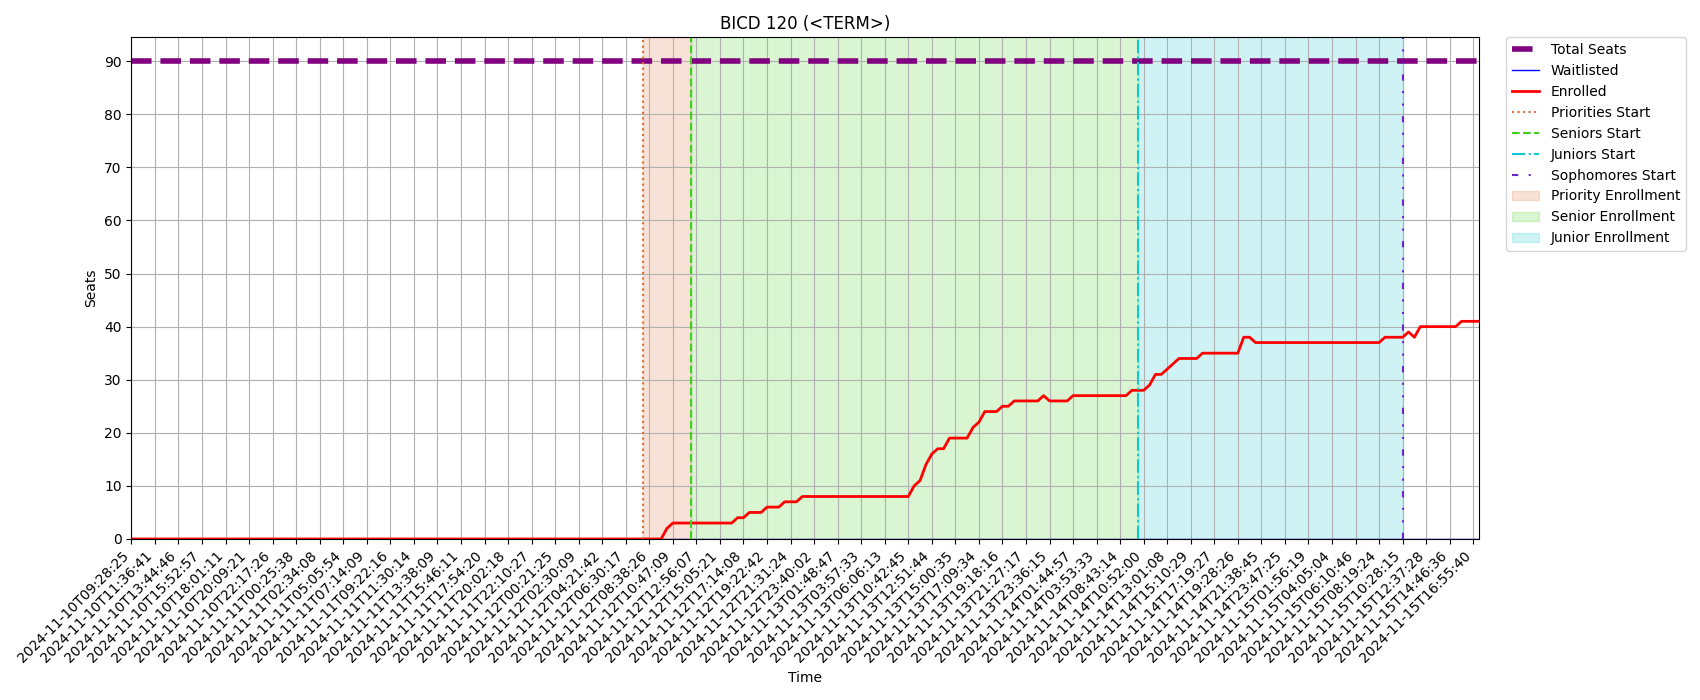 BICD 120 (<TERM>)
Total Seats
Waitlisted
Enrolled
Priorities Start
Seniors Start
Juniors Start
Sophomores Start
Priority Enrollment
Senior Enrollment
Junior Enrollment
Seats
90
80
70
60
50
40
30
20
10
0
2024-11-10T09:28:25
2024-11-10T11:36:41
2024-11-10T13:44:46
2024-11-10T15:52:57
2024-11-10T18:01:11
2024-11-10T20:09:21
2024-11-10T22:17:26
2024-11-11T00:25:38
2024-11-11T02:34:08
2024-11-11T05:05:54
2024-11-11T07:14:09
2024-11-11T09:22:16
2024-11-11T11:30:14
2024-11-11T13:38:09
2024-11-11T15:46:11
2024-11-11T17:54:20
2024-11-11T20:02:18
2024-11-11T22:10:27
2024-11-12T00:21:25
2024-11-12T02:30:09
2024-11-12T04:21:42
2024-11-12T06:30:17
2024-11-12T08:38:26
2024-11-12T10:47:09
2024-11-12T12:56:07
2024-11-12T15:05:21
2024-11-12T17:14:08
2024-11-12T19:22:42
2024-11-12T21:31:24
2024-11-12T23:40:02
2024-11-13T01:48:47
2024-11-13T03:57:33
2024-11-13T06:06:13
2024-11-13T10:42:45
2024-11-13T12:51:44
2024-11-13T15:00:35
2024-11-13T17:09:34
2024-11-13T19:18:16
2024-11-13T21:27:17
2024-11-13T23:36:15
2024-11-14T01:44:57
2024-11-14T03:53:33
2024-11-14T08:43:14
2024-11-14T10:52:00
2024-11-14T13:01:08
2024-11-14T15:10:29
2024-11-14T17:19:27
2024-11-14T19:28:26
2024-11-14T21:38:45
2024-11-14T23:47:25
2024-11-15T01:56:19
2024-11-15T04:05:04
2024-11-15T06:10:46
2024-11-15T08:19:24
2024-11-15T10:28:15
2024-11-15T12:37:28
2024-11-15T14:46:36
2024-11-15T16:55:40
Time